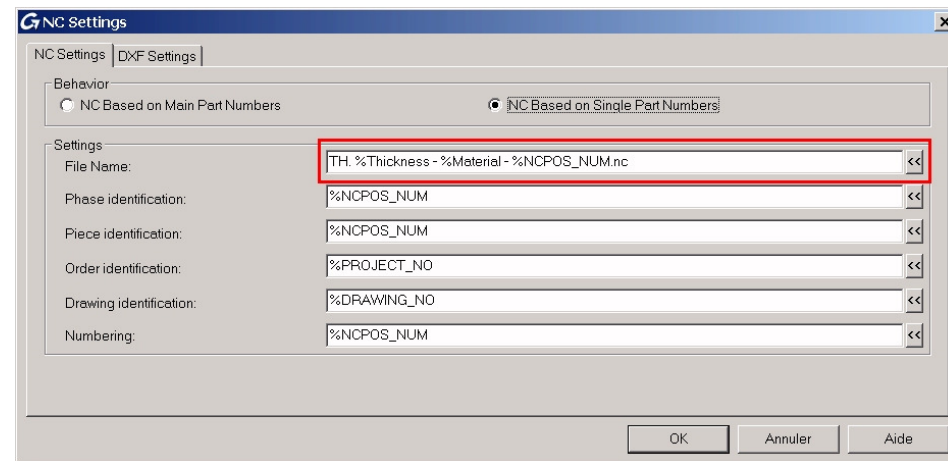 NC Settings
NC Settings DXF Settings
Behavior
NC Based on Main Part Numbers NC Based on Single Part Numbers
Settings
File Name: TH. %Thickness - %Material - %NCPOS_NUM.nc <<
Phase identification: %NCPOS_NUM <<
Piece identification: %NCPOS_NUM <<
Order identification: %PROJECT_NO <<
Drawing identification: %DRAWING_NO <<
Numbering: %NCPOS_NUM <<
OK Annuler Aide